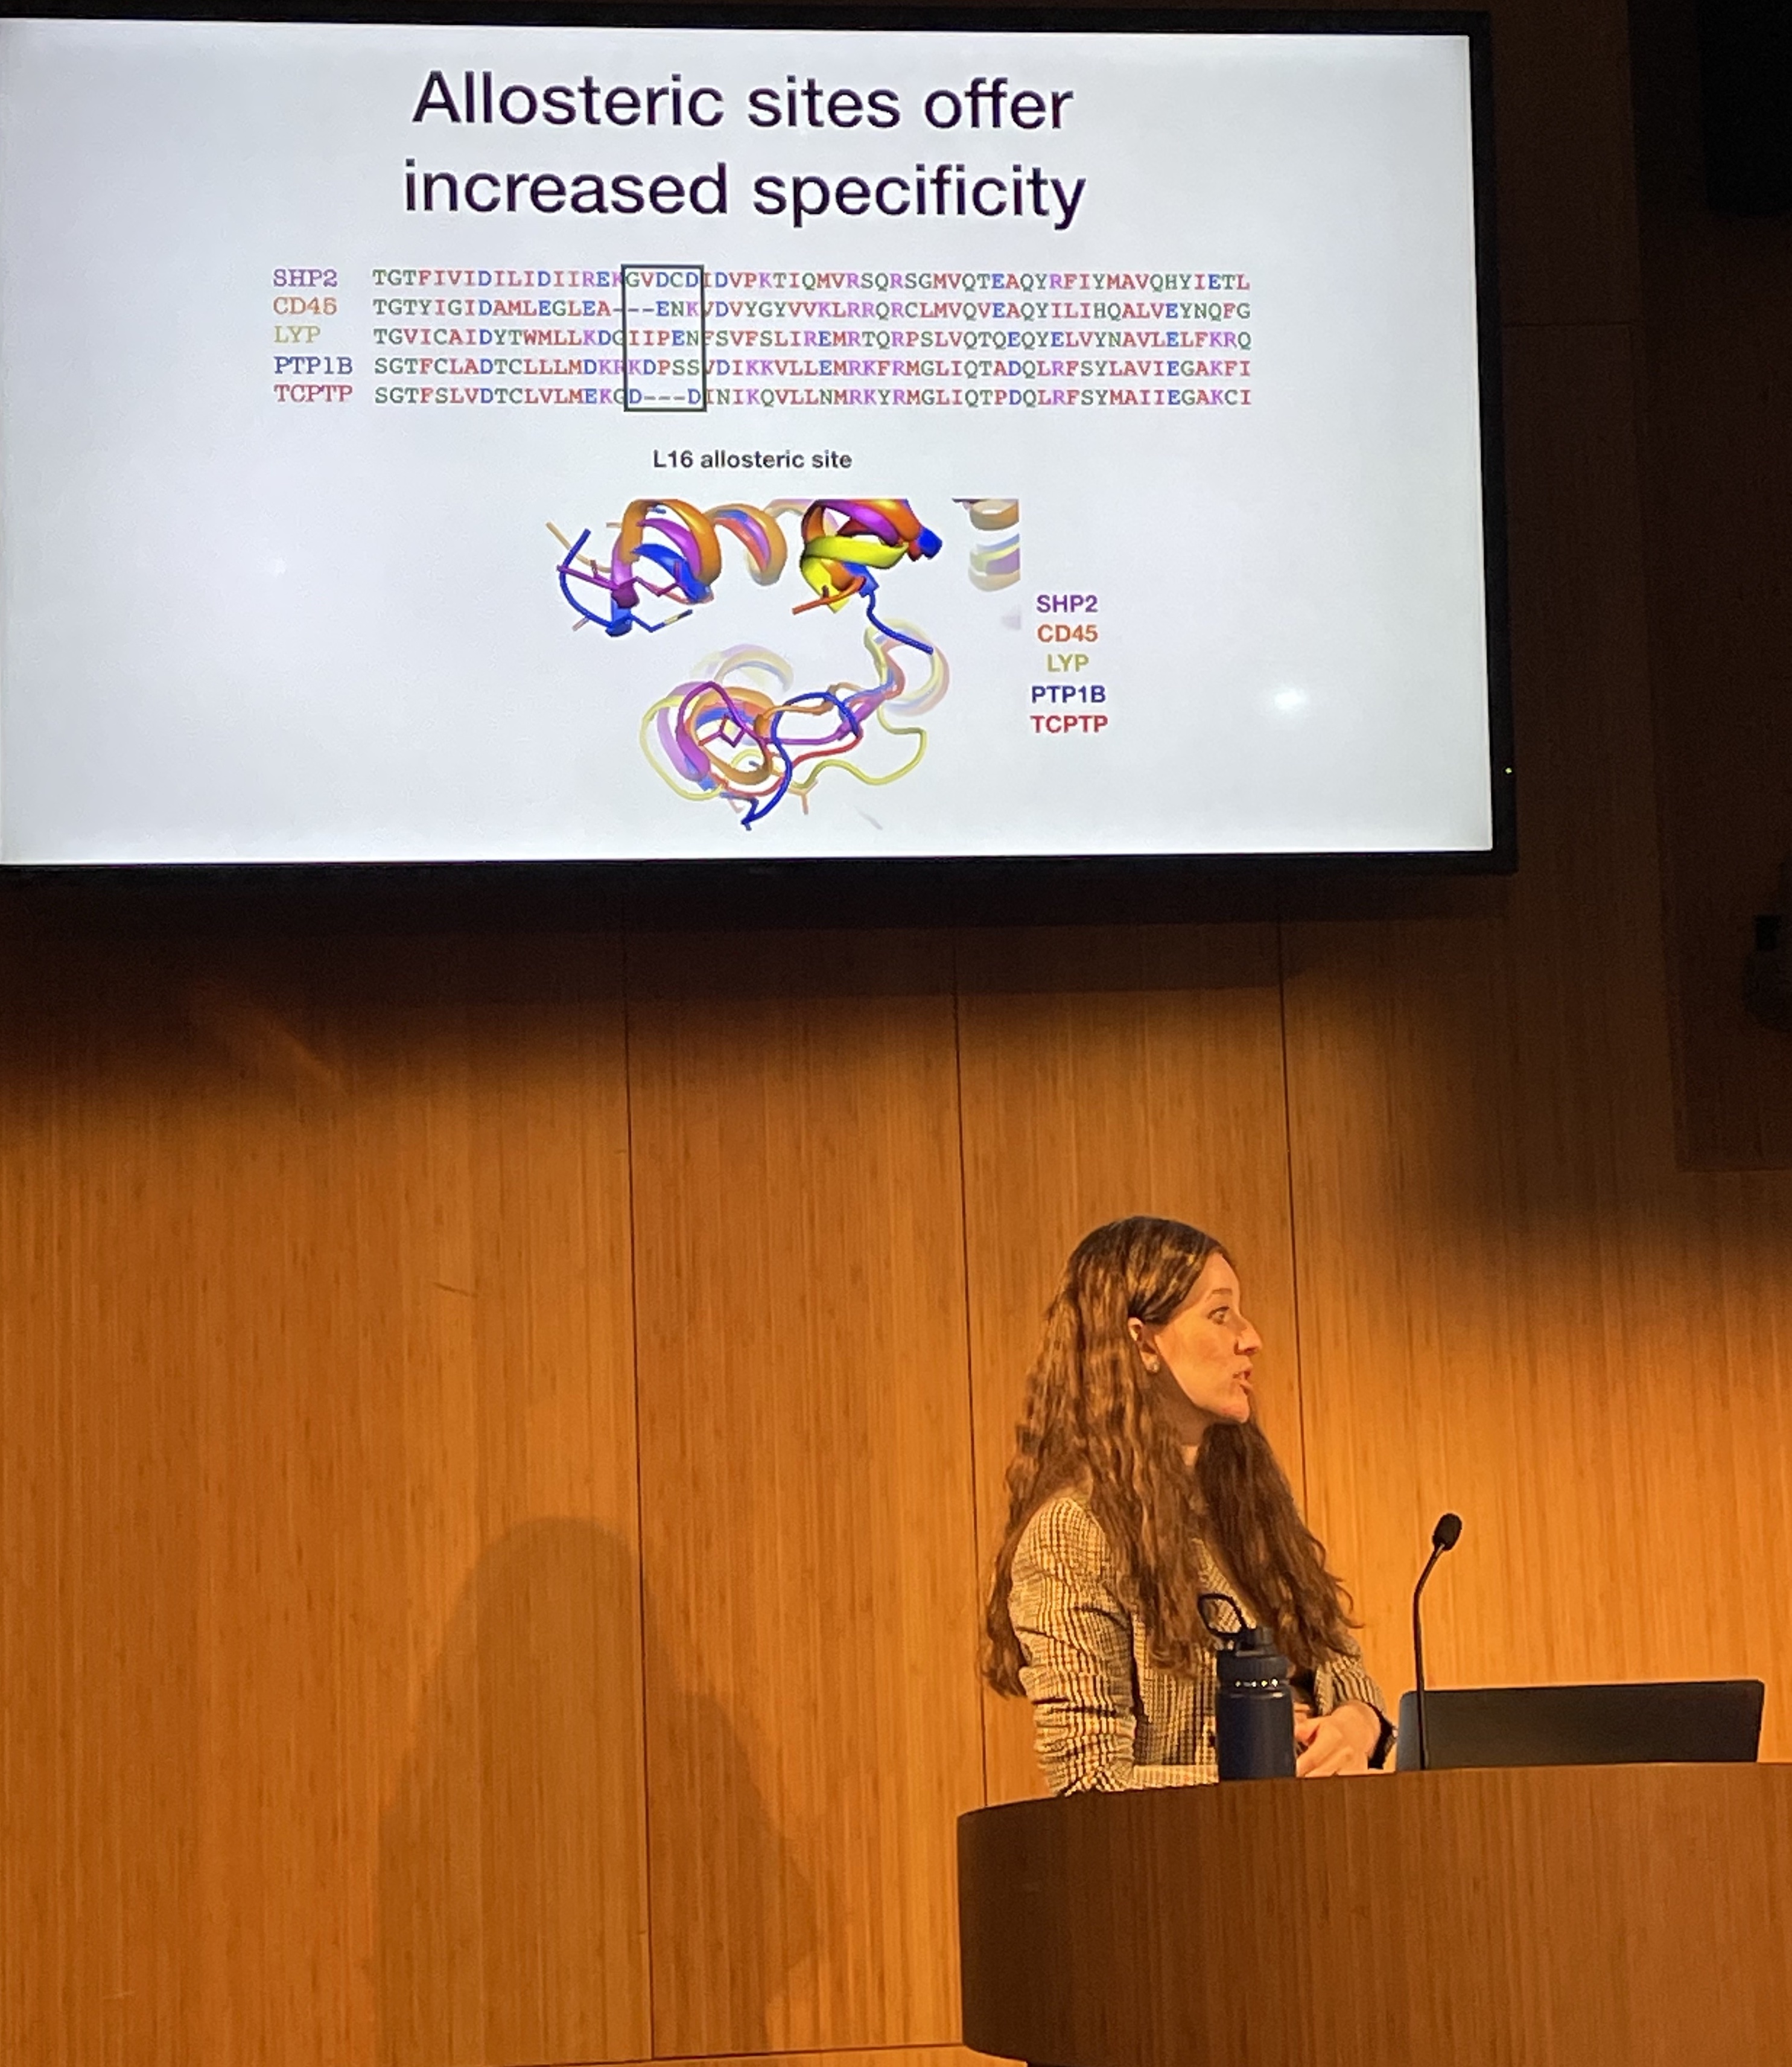 Allosteric sites offer
increased specificity
SHP2 TGTFIVIDILIDIIREKGVDCDIDVPKTIQMVRSQRSGMVQTEAQYRFIYMAVQHYIETL
CD45 TGTYIGIDAMLEGLEA---ENKVDVYGYVVKLRRQRCLMVQVEAQYILIHQALVEYNQFG
LYP TGVICAIDYTWMLLKDGIIPENFSVFSLIREMRTQRPSLVQTQEQYELVYNAVLELFKRQ
PTP1B SGTFCLADTCLLLMDKRKDPSSVDIKKVLLEMRKFRMGLIQTADQLRFSYLAVIEGAKFI
TCPTP SGTFSLVDTCLVLMEKGD---DINIKQVLLNMRKYRMGLIQTPDQLRFSYMAIIEGAKCI
L16 allosteric site
SHP2
CD45
LYP
PTP1B
TCPTP